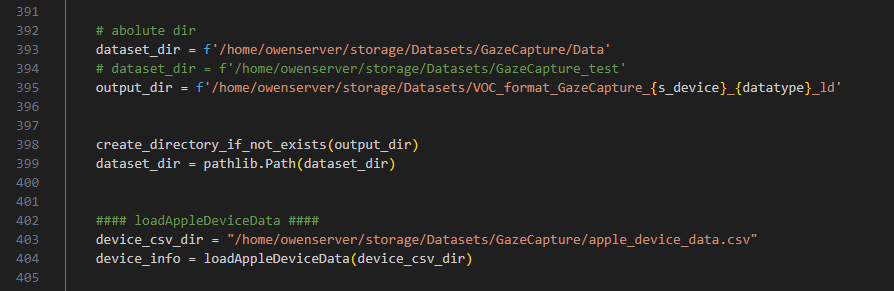 391
392 # abolute dir
393 dataset_dir = f'/home/owenserver/storage/Datasets/GazeCapture/Data'
394 # dataset_dir = f'/home/owenserver/storage/Datasets/GazeCapture_test'
395 output_dir = f'/home/owenserver/storage/Datasets/VOC_format_GazeCapture_{s_device}_{datatype}_ld'
396
397
398 create_directory_if_not_exists(output_dir)
399 dataset_dir = pathlib.Path(dataset_dir)
400
401
402 #### loadAppleDeviceData ####
403 device_csv_dir = "/home/owenserver/storage/Datasets/GazeCapture/apple_device_data.csv"
404 device_info = loadAppleDeviceData(device_csv_dir)
405